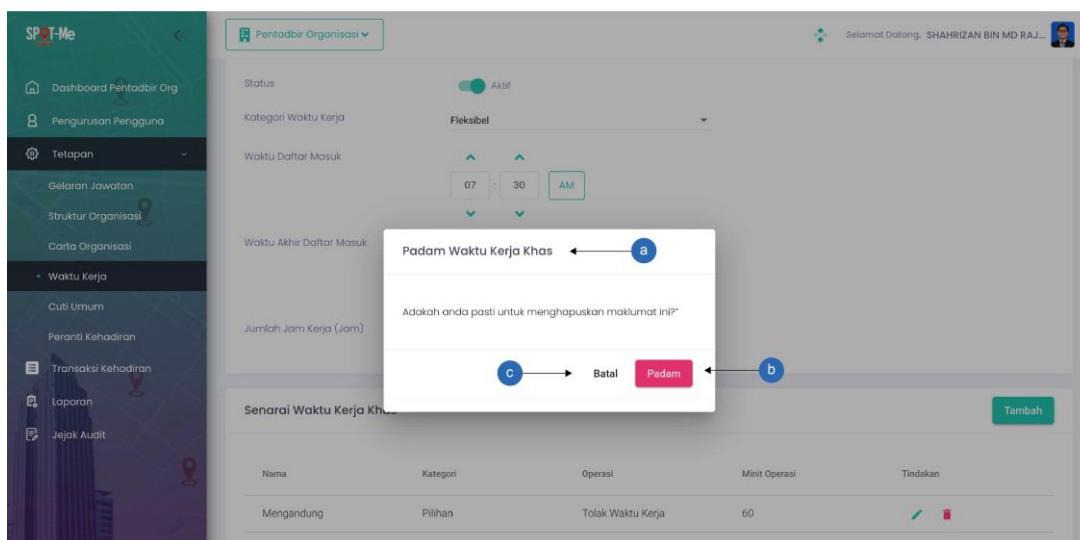 SPOT-Me
Pentadbir Organisasi
Selamat Datang, SHAHRIZAN BIN MD RAJ...
Dashboard Pentadbir Org
Pengurusan Pengguna
Tetapan
Gelaran Jawatan
Struktur Organisasi
Carta Organisasi
Waktu Kerja
Cuti Umum
Peranti Kehadiran
Transaksi Kehadiran
Laporan
Jejak Audit
Status
Aktif
Kategori Waktu Kerja
Fleksibel
Waktu Daftar Masuk
07 : 30 AM
Waktu Akhir Daftar Masuk
Jumlah Jam Kerja (Jam)
Padam Waktu Kerja Khas
a
Adakah anda pasti untuk menghapuskan maklumat ini?"
c
Batal
Padam
b
Senarai Waktu Kerja
Tambah
Nama Kategori Operasi Minit Operasi Tindakan
Mengandung Pilihan Tolak Waktu Kerja 60